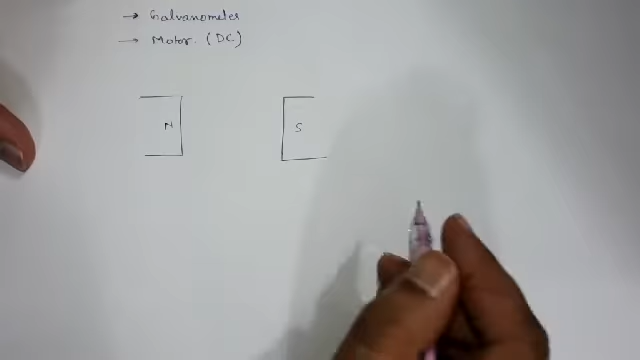 → Galvanometer
→ Motor. (DC)
N
S